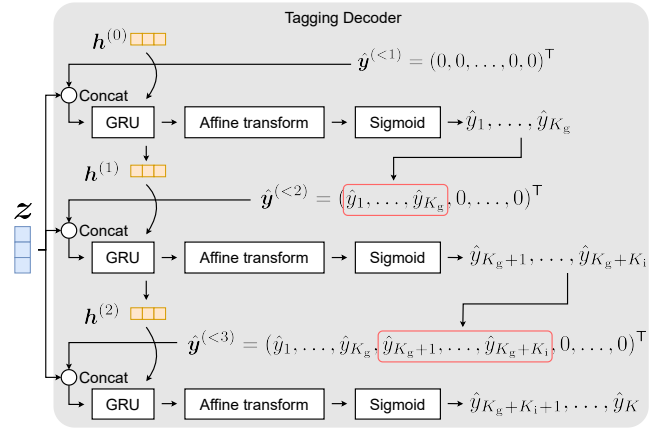 Tagging Decoder
h^{(0)}
ŷ^{(<1)} = (0, 0, …, 0, 0)^T
Concat
GRU Affine transform Sigmoid ŷ_1, …, ŷ_{K_g}
h^{(1)}
ŷ^{(<2)} = (ŷ_1, …, ŷ_{K_g}, 0, …, 0)^T
z
Concat
GRU Affine transform Sigmoid ŷ_{K_g+1}, …, ŷ_{K_g+K_i}
h^{(2)}
ŷ^{(<3)} = (ŷ_1, …, ŷ_{K_g}, ŷ_{K_g+1}, …, ŷ_{K_g+K_i}, 0, …, 0)^T
Concat
GRU Affine transform Sigmoid ŷ_{K_g+K_i+1}, …, ŷ_K